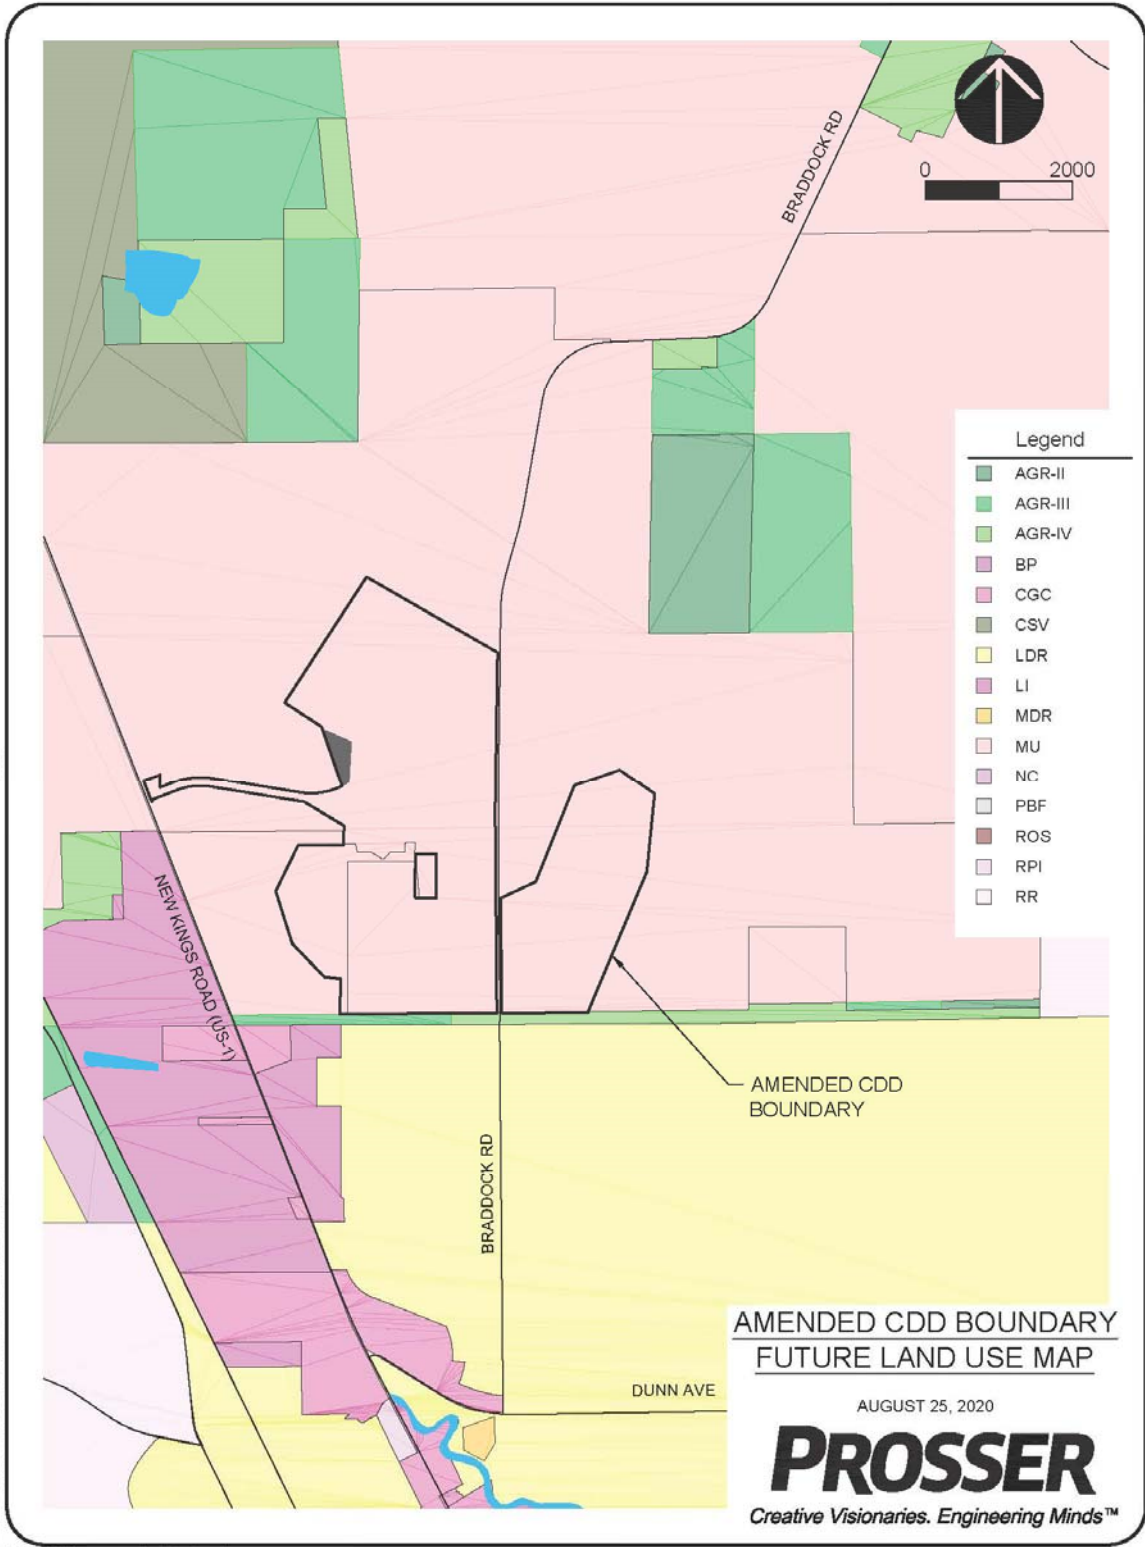 BRADDOCK RD
0 2000
Legend
AGR-II
AGR-III
AGR-IV
BP
CGC
CSV
LDR
LI
MDR
MU
NC
PBF
ROS
RPI
RR
NEW KINGS ROAD (US-1)
AMENDED CDD
BOUNDARY
BRADDOCK RD
DUNN AVE
AMENDED CDD BOUNDARY
FUTURE LAND USE MAP
AUGUST 25, 2020
PROSSER
Creative Visionaries. Engineering Minds™